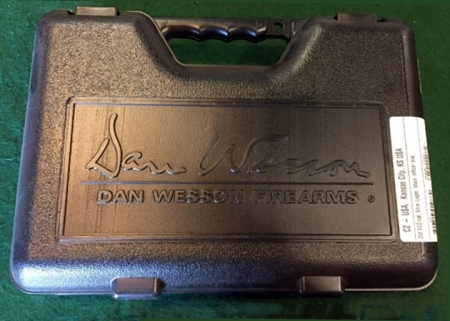 Dan Wesson
DAN WESSON FIREARMS ®
CZ - USA, Kansas City, KS USA